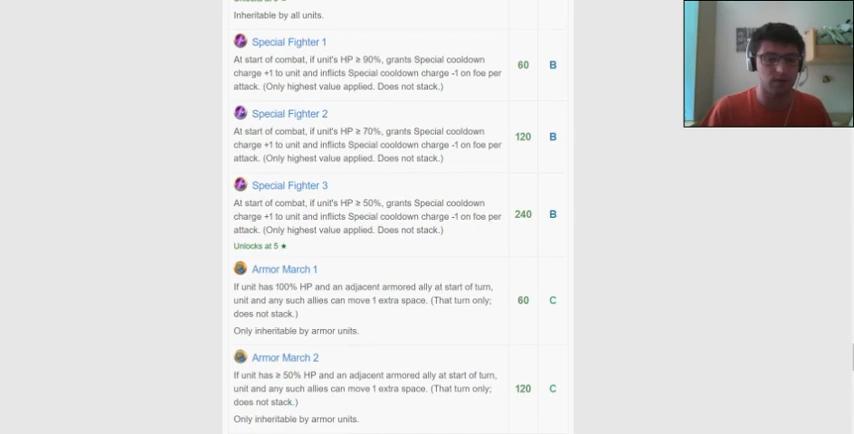 Inheritable by all units.
Special Fighter 1
At start of combat, if unit's HP ≥ 90%, grants Special cooldown
charge +1 to unit and inflicts Special cooldown charge -1 on foe per
attack. (Only highest value applied. Does not stack.)
60 B
Special Fighter 2
At start of combat, if unit's HP ≥ 70%, grants Special cooldown
charge +1 to unit and inflicts Special cooldown charge -1 on foe per
attack. (Only highest value applied. Does not stack.)
120 B
Special Fighter 3
At start of combat, if unit's HP ≥ 50%, grants Special cooldown
charge +1 to unit and inflicts Special cooldown charge -1 on foe per
attack. (Only highest value applied. Does not stack.)
Unlocks at 5 ★
240 B
Armor March 1
If unit has 100% HP and an adjacent armored ally at start of turn,
unit and any such allies can move 1 extra space. (That turn only;
does not stack.)
Only inheritable by armor units.
60 C
Armor March 2
If unit has ≥ 50% HP and an adjacent armored ally at start of turn,
unit and any such allies can move 1 extra space. (That turn only;
does not stack.)
Only inheritable by armor units.
120 C